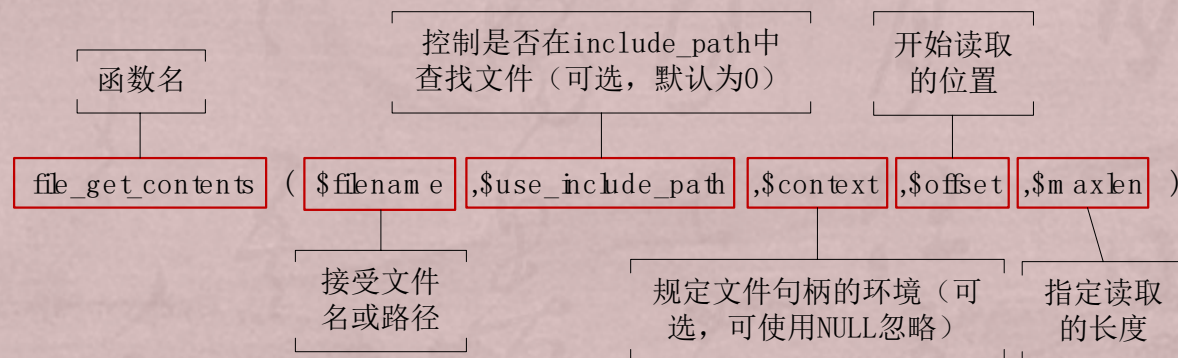 控制是否在include_path中
查找文件（可选，默认为0）
开始读取
的位置
函数名
file_get_contents ( $filename ,$use_include_path ,$context ,$offset ,$maxlen )
接受文件
名或路径
规定文件句柄的环境（可
选，可使用NULL忽略）
指定读取
的长度